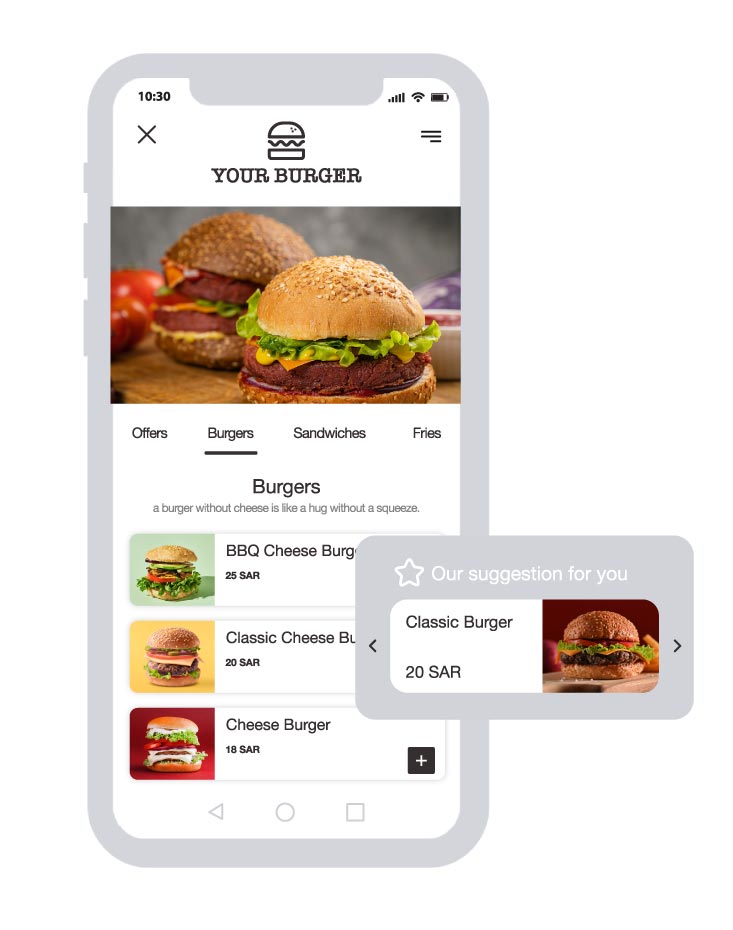 10:30
YOUR BURGER
Offers Burgers Sandwiches Fries
Burgers
a burger without cheese is like a hug without a squeeze.
BBQ Cheese Burg
25 SAR
Classic Cheese Bu
20 SAR
Cheese Burger
18 SAR
Our suggestion for you
Classic Burger
20 SAR